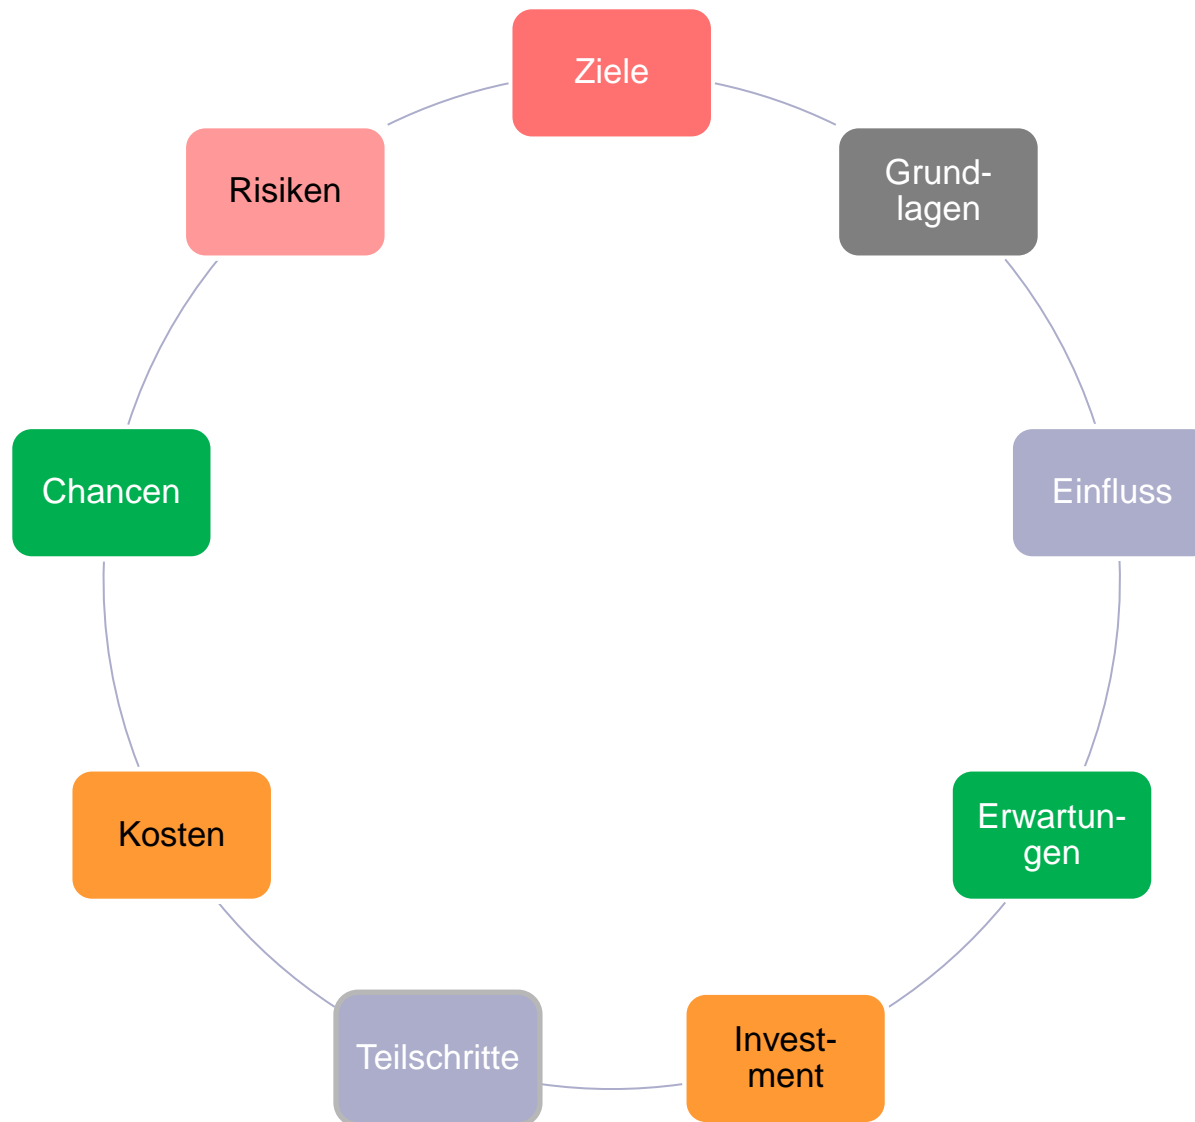 Ziele
Grund-
lagen
Einfluss
Erwartun-
gen
Invest-
ment
Teilschritte
Kosten
Chancen
Risiken